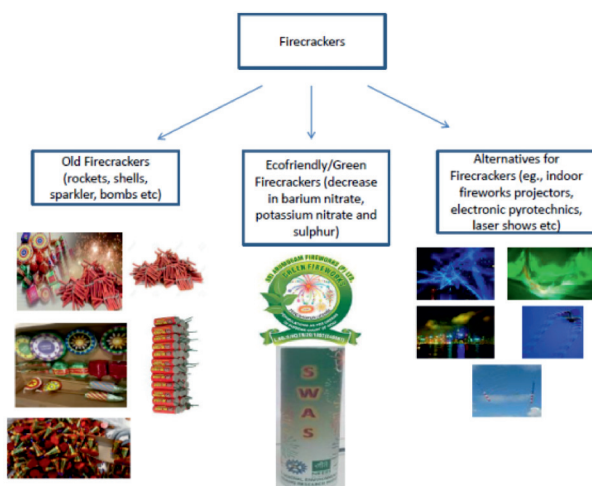 Firecrackers
Old Firecrackers
(rockets, shells,
sparkler, bombs etc)
Ecofriendly/Green
Firecrackers (decrease
in barium nitrate,
potassium nitrate and
sulphur)
Alternatives for
Firecrackers (eg., indoor
fireworks projectors,
electronic pyrotechnics,
laser shows etc)
GREEN FIREWORK
SWAS